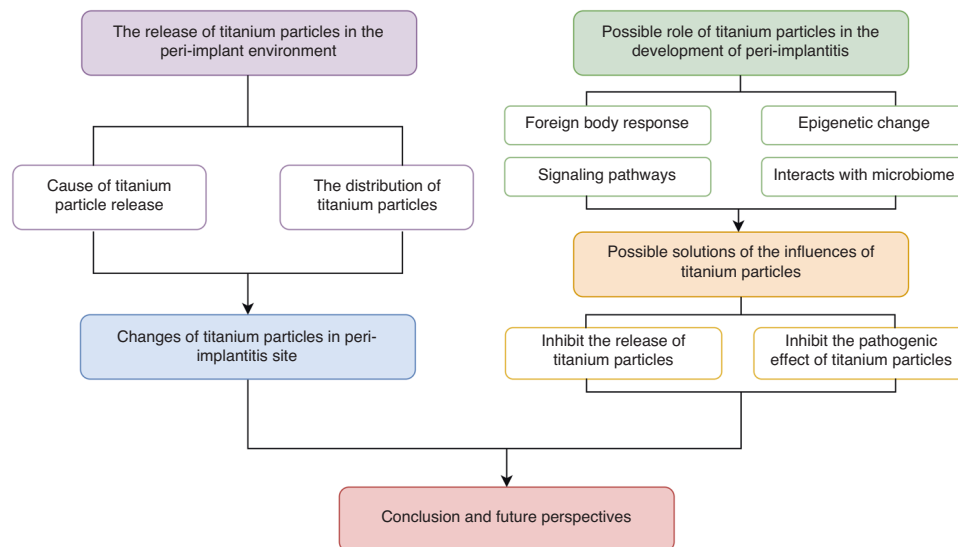 The release of titanium particles in the
peri-implant environment
Cause of titanium
particle release
The distribution of
titanium particles
Changes of titanium particles in peri-
implantitis site
Possible role of titanium particles in the
development of peri-implantitis
Foreign body response
Epigenetic change
Signaling pathways
Interacts with microbiome
Possible solutions of the influences of
titanium particles
Inhibit the release of
titanium particles
Inhibit the pathogenic
effect of titanium particles
Conclusion and future perspectives